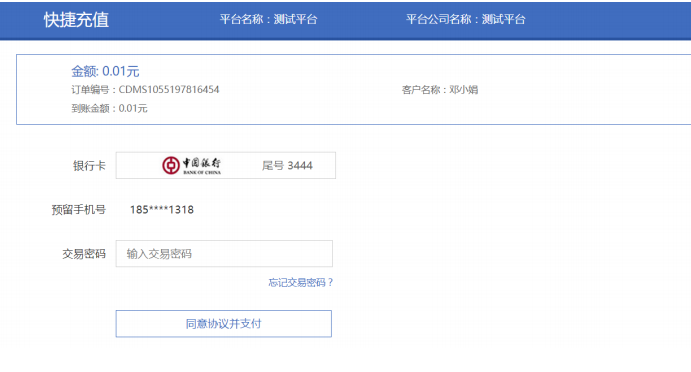 快捷充值 平台名称：测试平台 平台公司名称：测试平台
金额: 0.01元
订单编号：CDMS1055197816454 客户名称：邓小娟
到账金额：0.01元
银行卡 中国银行 BANK OF CHINA 尾号 3444
预留手机号 185****1318
交易密码 输入交易密码
忘记交易密码？
同意协议并支付